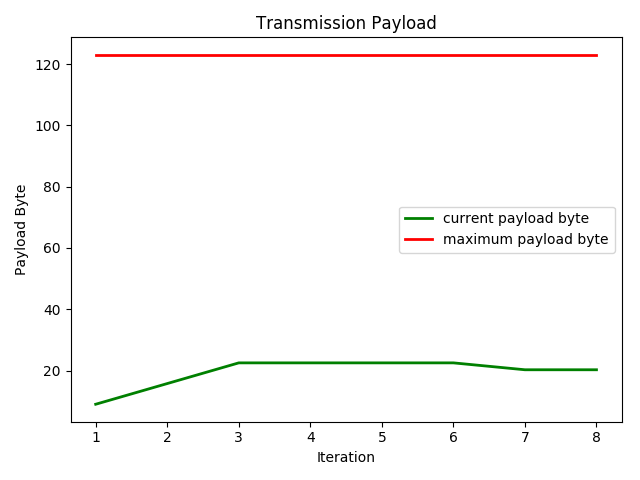 Transmission Payload
120
100
80
60
40
20
Payload Byte
current payload byte
maximum payload byte
1 2 3 4 5 6 7 8
Iteration